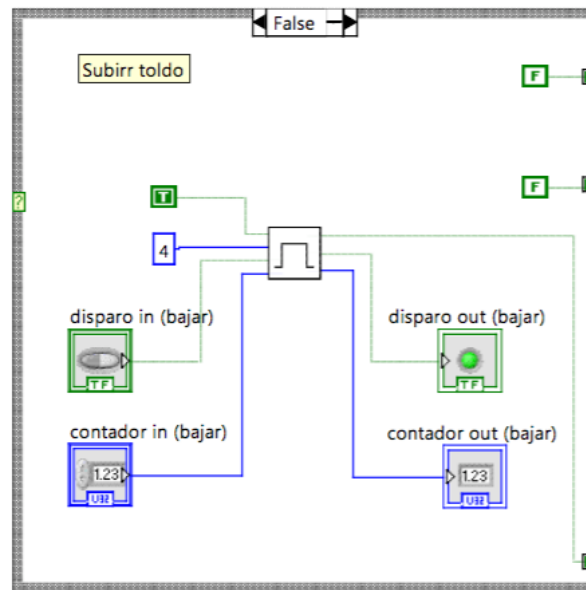 False
Subirr toldo
F
T
F
4
disparo in (bajar)
disparo out (bajar)
TF
TF
contador in (bajar)
contador out (bajar)
1.23
1.23
U32
U32
?